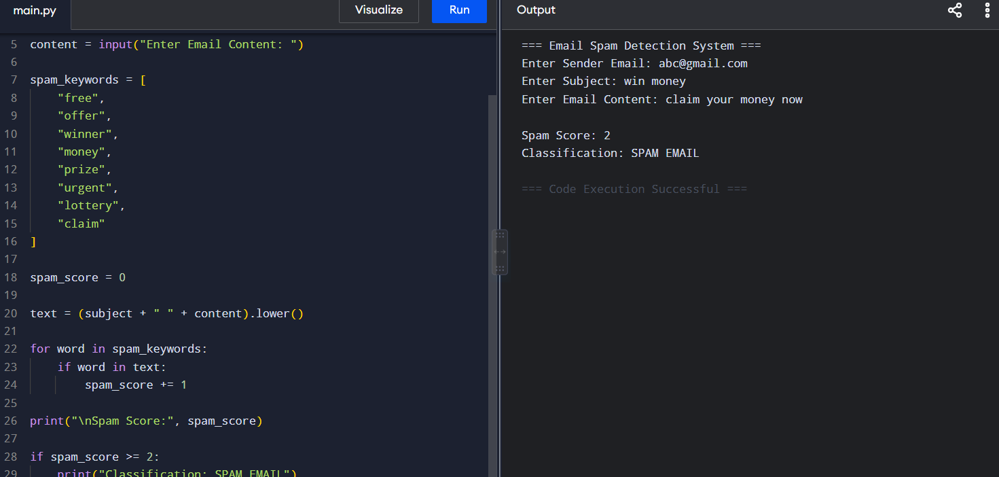 main.py
Visualize
Run
Output
5 content = input("Enter Email Content: ")
6
7 spam_keywords = [
8 "free",
9 "offer",
10 "winner",
11 "money",
12 "prize",
13 "urgent",
14 "lottery",
15 "claim"
16 ]
17
18 spam_score = 0
19
20 text = (subject + " " + content).lower()
21
22 for word in spam_keywords:
23 if word in text:
24 spam_score += 1
25
26 print("\nSpam Score:", spam_score)
27
28 if spam_score >= 2:
29 print("Classification: SPAM EMAIL")
=== Email Spam Detection System ===
Enter Sender Email: abc@gmail.com
Enter Subject: win money
Enter Email Content: claim your money now
Spam Score: 2
Classification: SPAM EMAIL
=== Code Execution Successful ===